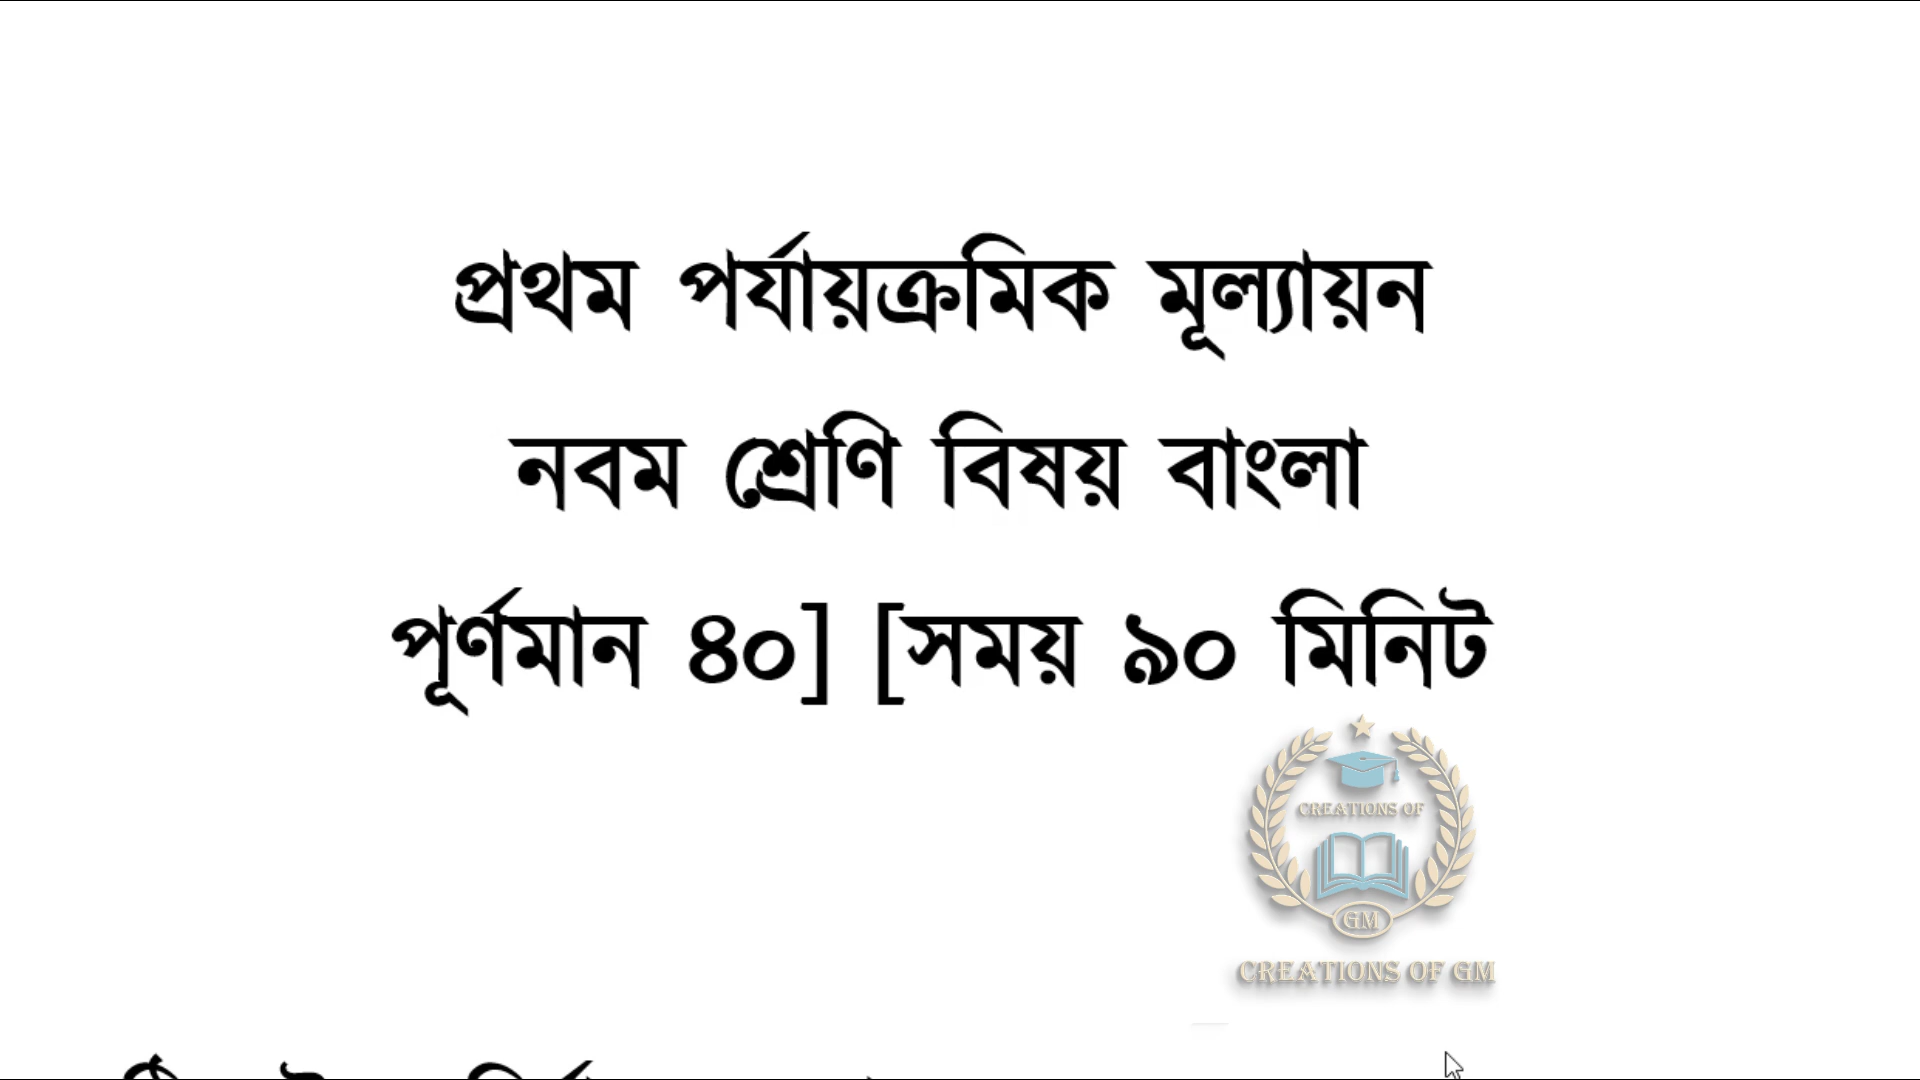 প্রথম পর্যায়ক্রমিক মূল্যায়ন
নবম শ্রেণি বিষয় বাংলা
পূর্ণমান ৪০] [সময় ৯০ মিনিট
CREATIONS OF
GM
CREATIONS OF GM